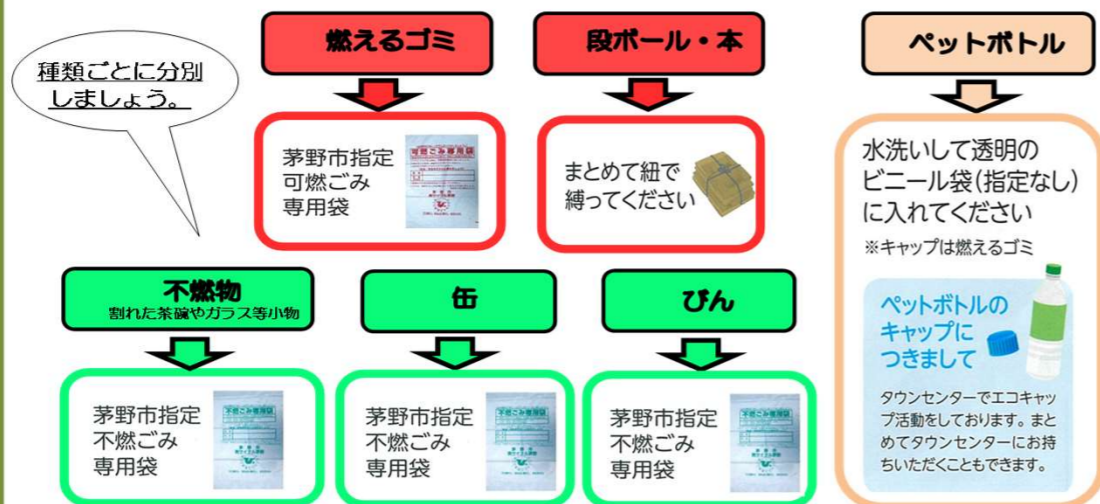 種類ごとに分別
しましょう。
燃えるゴミ
茅野市指定
可燃ごみ
専用袋
段ボール・本
まとめて紐で
縛ってください
ペットボトル
水洗いして透明の
ビニール袋(指定なし)
に入れてください
※キャップは燃えるゴミ
ペットボトルの
キャップに
つきまして
タウンセンターでエコキャッ
プ活動をしております。まと
めてタウンセンターにお持
ちいただくこともできます。
不燃物
割れた茶碗やガラス等小物
茅野市指定
不燃ごみ
専用袋
缶
茅野市指定
不燃ごみ
専用袋
びん
茅野市指定
不燃ごみ
専用袋